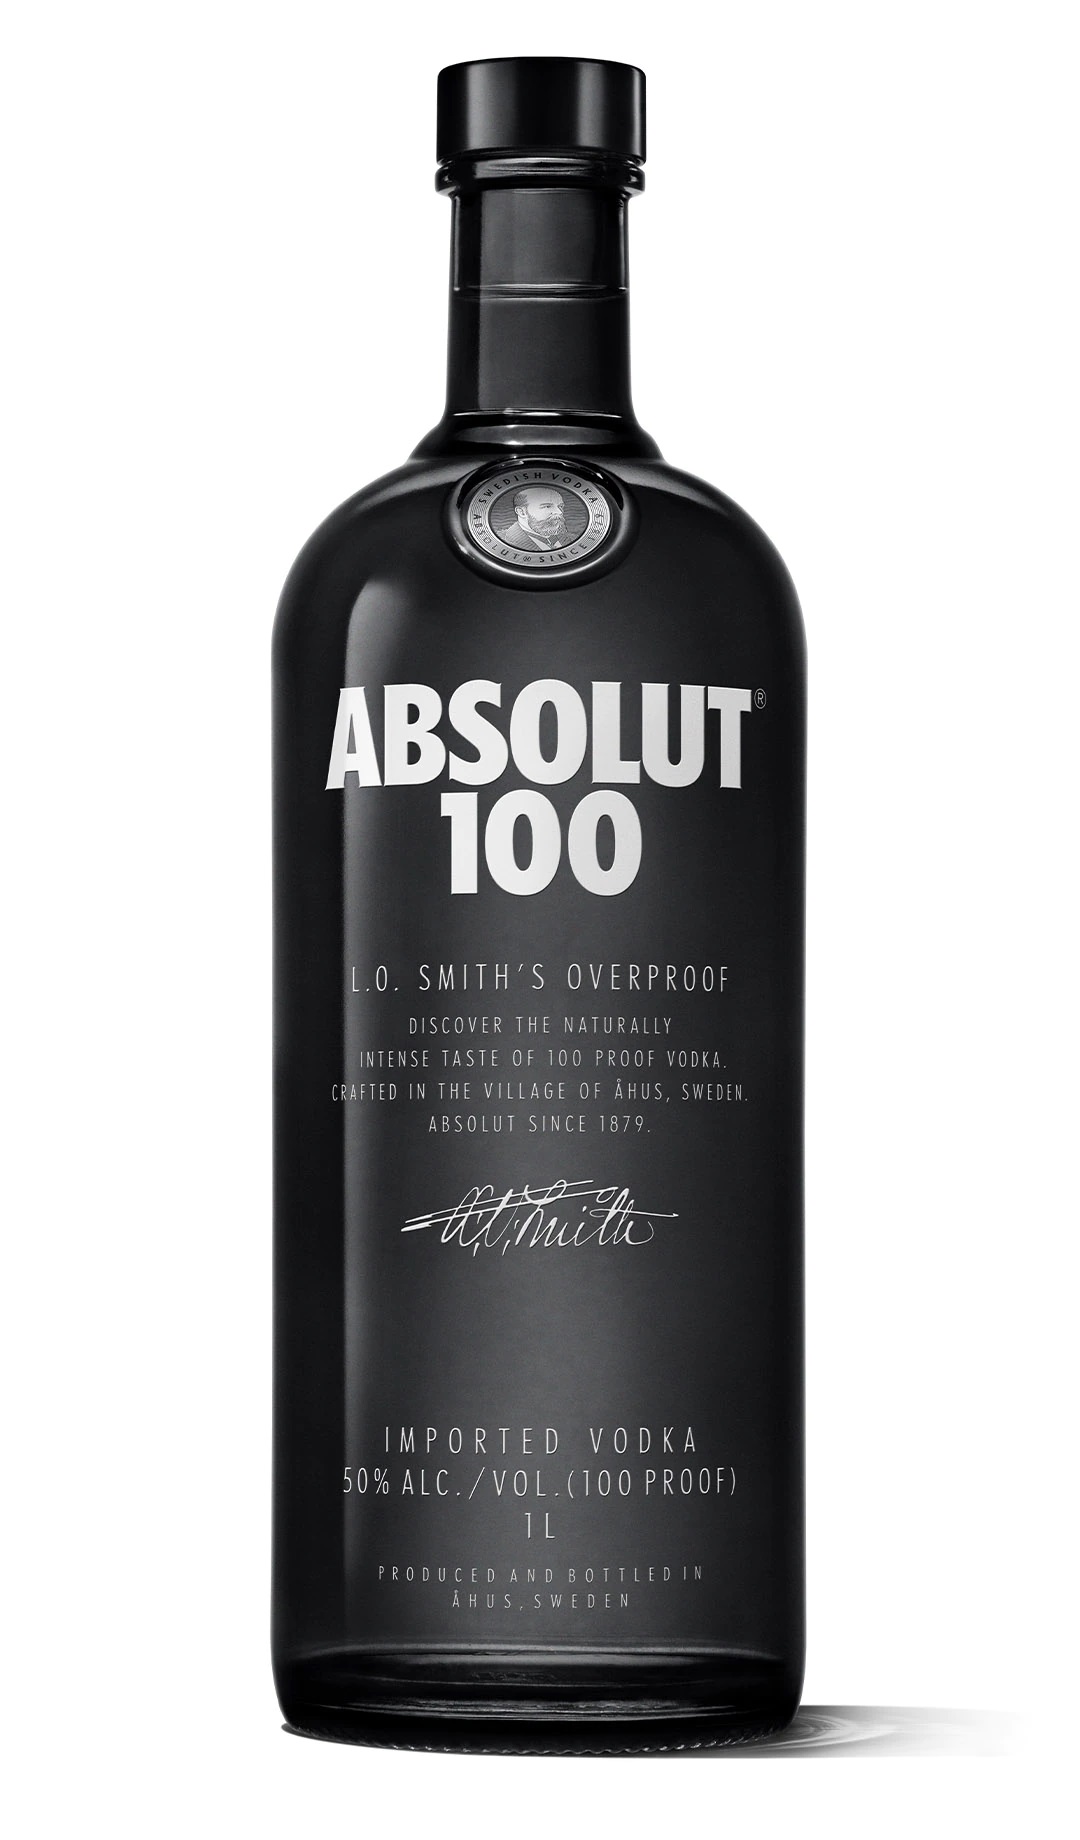 SWEDISH VODKA
ABSOLUT® SINCE
ABSOLUT®
100
L.O. SMITH'S OVERPROOF
DISCOVER THE NATURALLY
INTENSE TASTE OF 100 PROOF VODKA.
CRAFTED IN THE VILLAGE OF ÅHUS, SWEDEN.
ABSOLUT SINCE 1879.
L.O. Smith
IMPORTED VODKA
50% ALC./VOL.(100 PROOF)
1L
PRODUCED AND BOTTLED IN
ÅHUS, SWEDEN